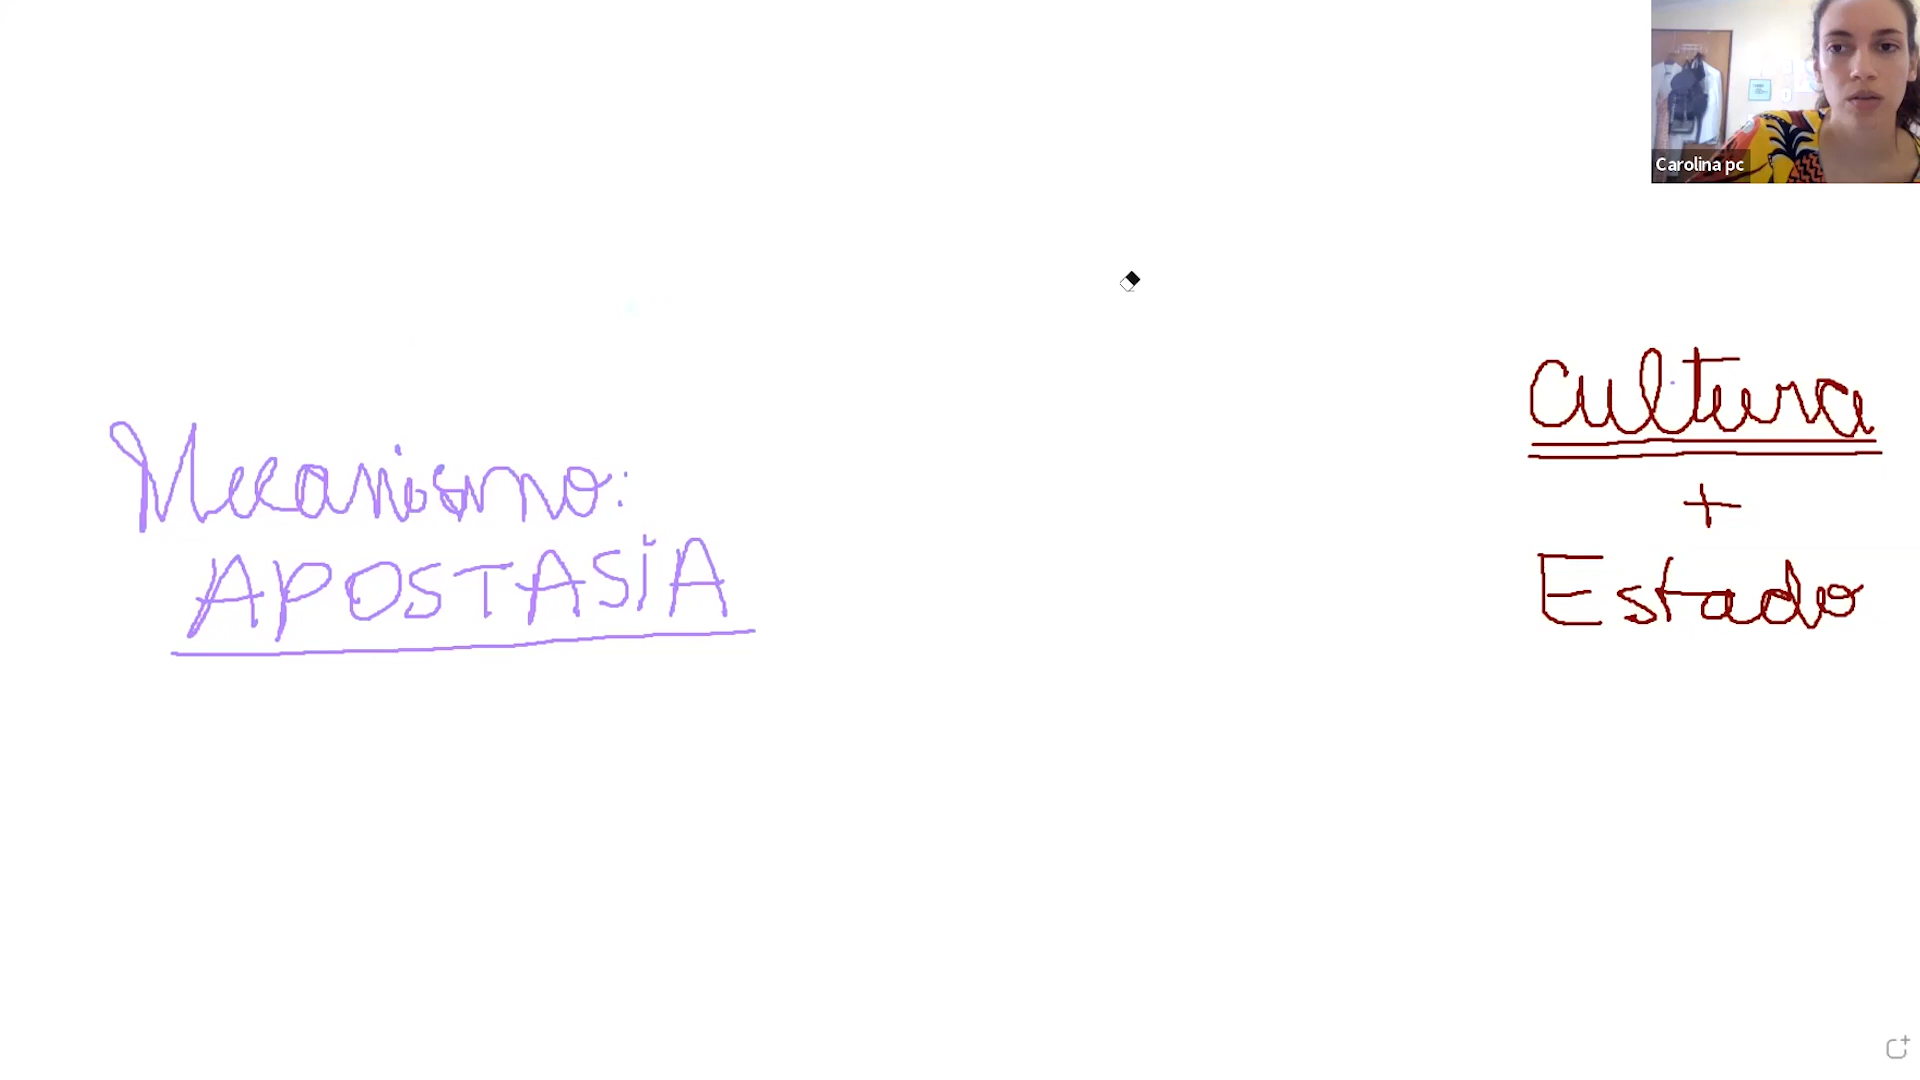 Carolina pc
Mecanismo:
APOSTASIA
Cultura
+
Estado